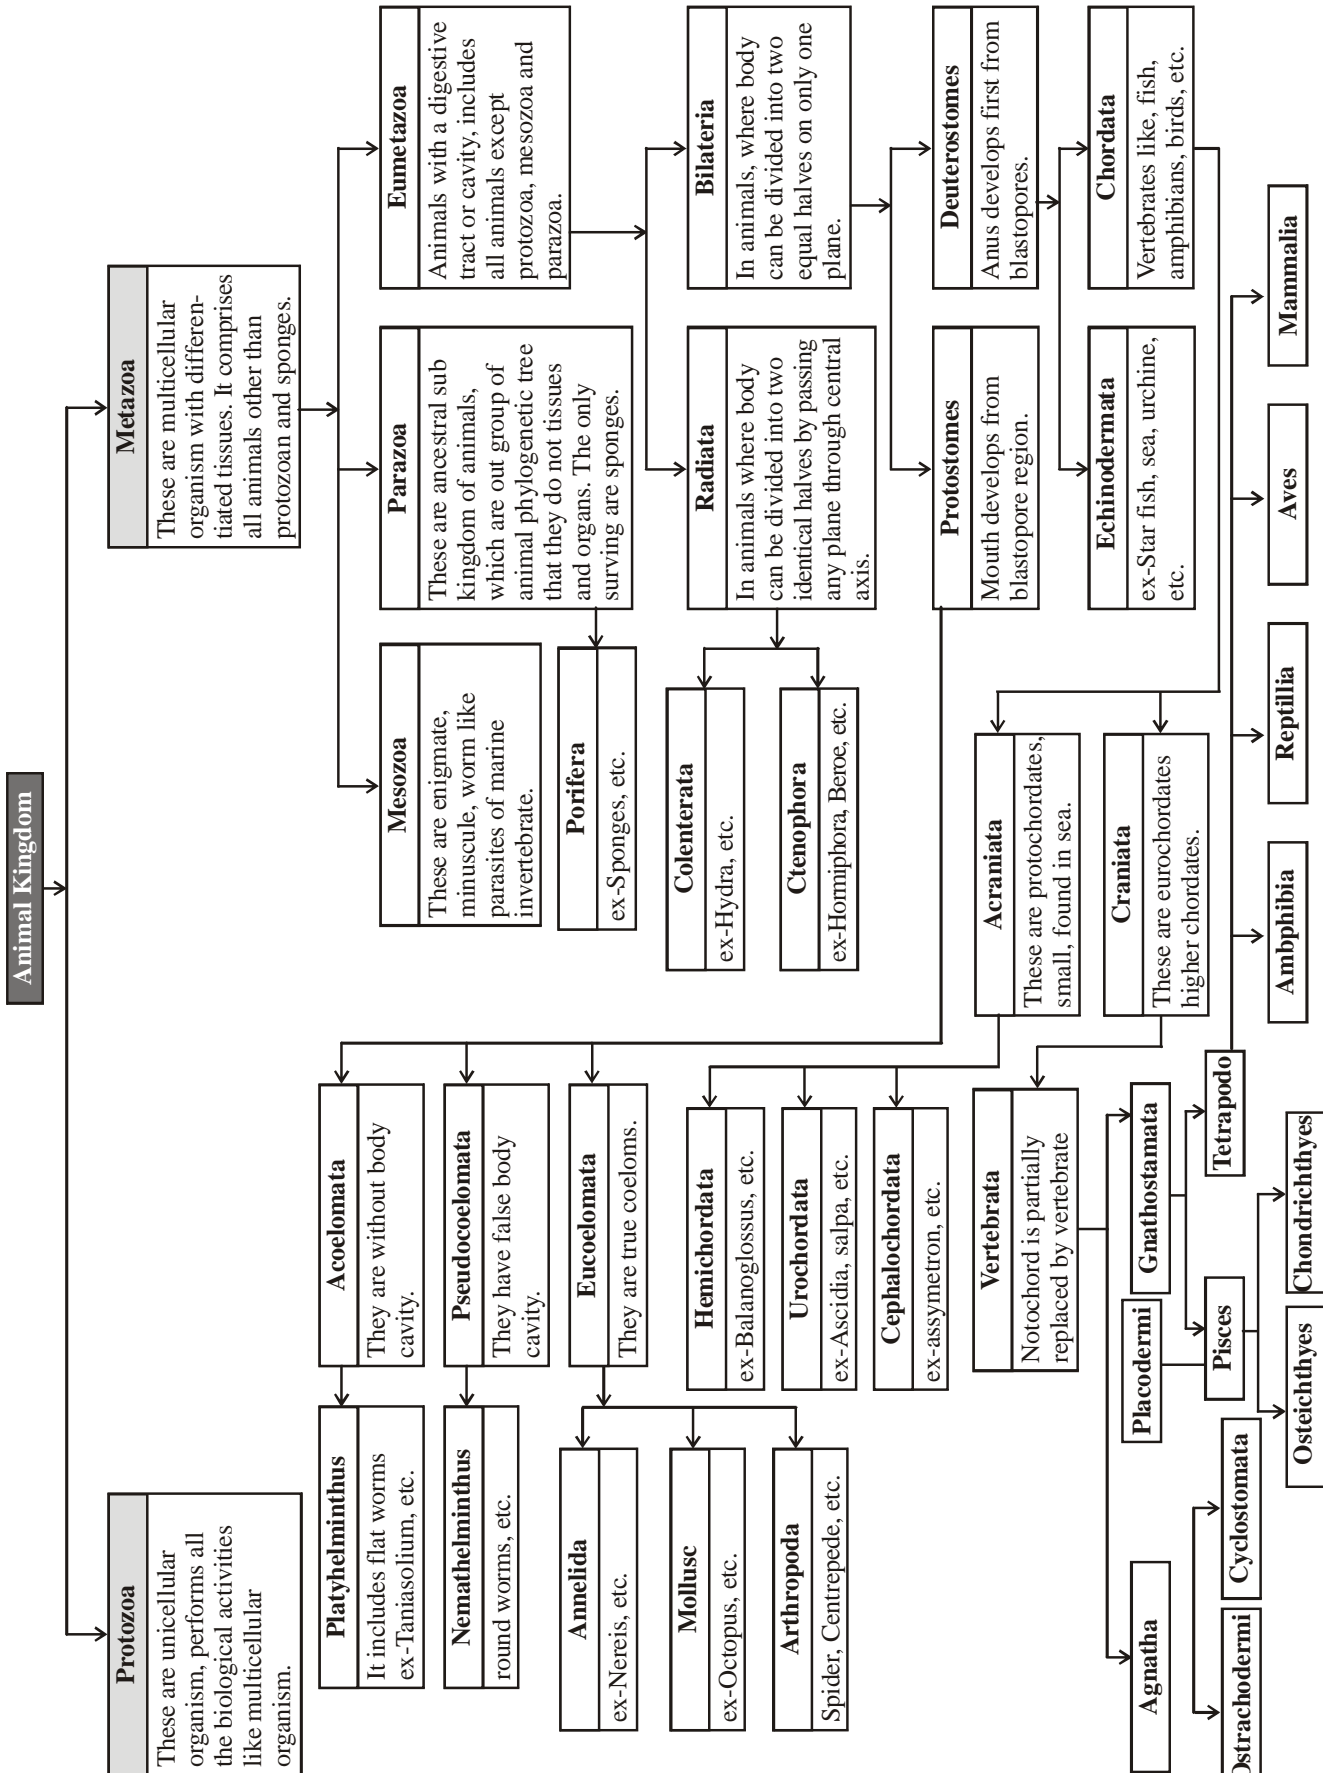 Animal Kingdom
Protozoa
These are unicellular
organism, performs all
the biological activities
like multicellular
organism.
Metazoa
These are multicellular
organism with differen-
tiated tissues. It comprises
all animals other than
protozoan and sponges.
Mesozoa
These are enigmate,
minuscule, worm like
parasites of marine
invertebrate.
Parazoa
These are ancestral sub
kingdom of animals,
which are out group of
animal phylogenetic tree
that they do not tissues
and organs. The only
surving are sponges.
Eumetazoa
Animals with a digestive
tract or cavity, includes
all animals except
protozoa, mesozoa and
parazoa.
Porifera
ex-Sponges, etc.
Radiata
In animals where body
can be divided into two
identical halves by passing
any plane through central
axis.
Bilateria
In animals, where body
can be divided into two
equal halves on only one
plane.
Colenterata
ex-Hydra, etc.
Ctenophora
ex-Hormiphora, Beroe, etc.
Protostomes
Mouth develops from
blastopore region.
Deuterostomes
Anus develops first from
blastopores.
Acoelomata
They are without body
cavity.
Pseudocoelomata
They have false body
cavity.
Eucoelomata
They are true coeloms.
Platyhelminthus
It includes flat worms
ex-Taniasolium, etc.
Nemathelminthus
round worms, etc.
Annelida
ex-Nereis, etc.
Mollusc
ex-Octopus, etc.
Arthropoda
Spider, Centrepede, etc.
Echinodermata
ex-Star fish, sea, urchine,
etc.
Chordata
Vertebrates like, fish,
amphibians, birds, etc.
Acraniata
These are protochordates,
small, found in sea.
Craniata
These are eurochordates
higher chordates.
Hemichordata
ex-Balanoglossus, etc.
Urochordata
ex-Ascidia, salpa, etc.
Cephalochordata
ex-assymetron, etc.
Vertebrata
Notochord is partially
replaced by vertebrate
Agnatha
Gnathostamata
Ostrachodermi
Cyclostomata
Placodermi
Pisces
Tetrapodo
Osteichthyes
Chondrichthyes
Ambphibia
Reptillia
Aves
Mammalia